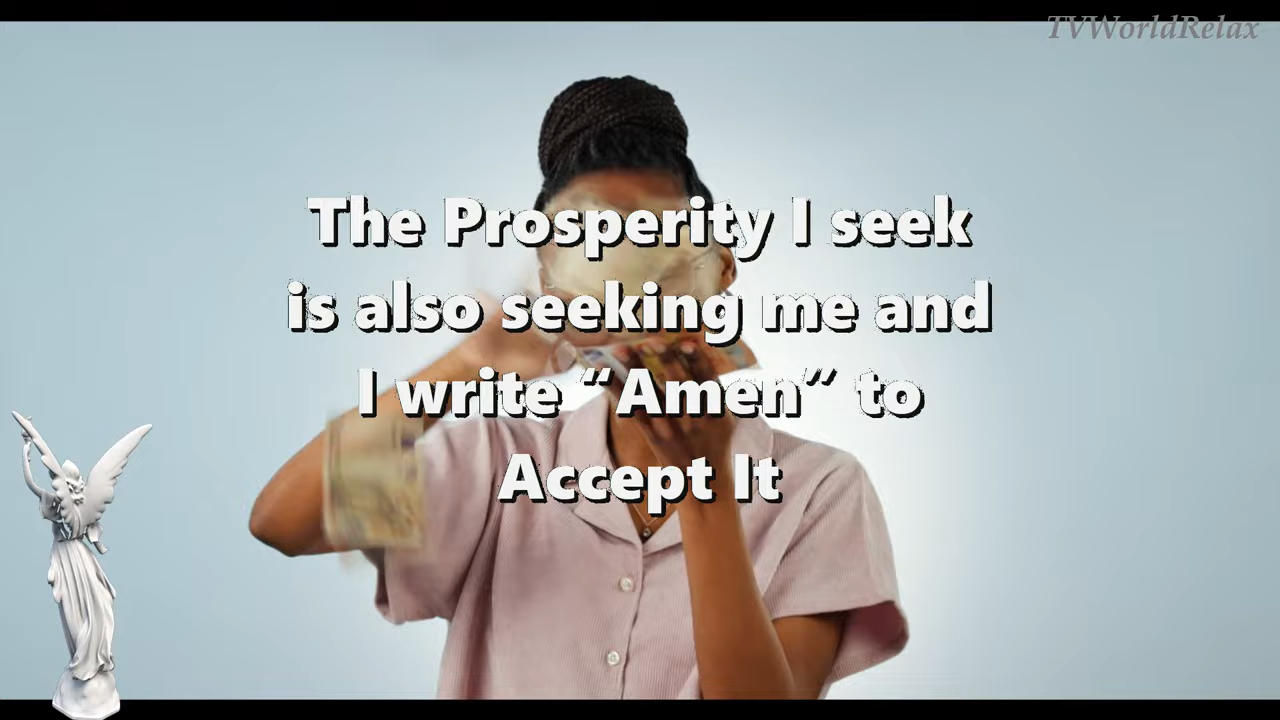 TVWorldRelax
The Prosperity I seek
is also seeking me and
I write “Amen” to
Accept It